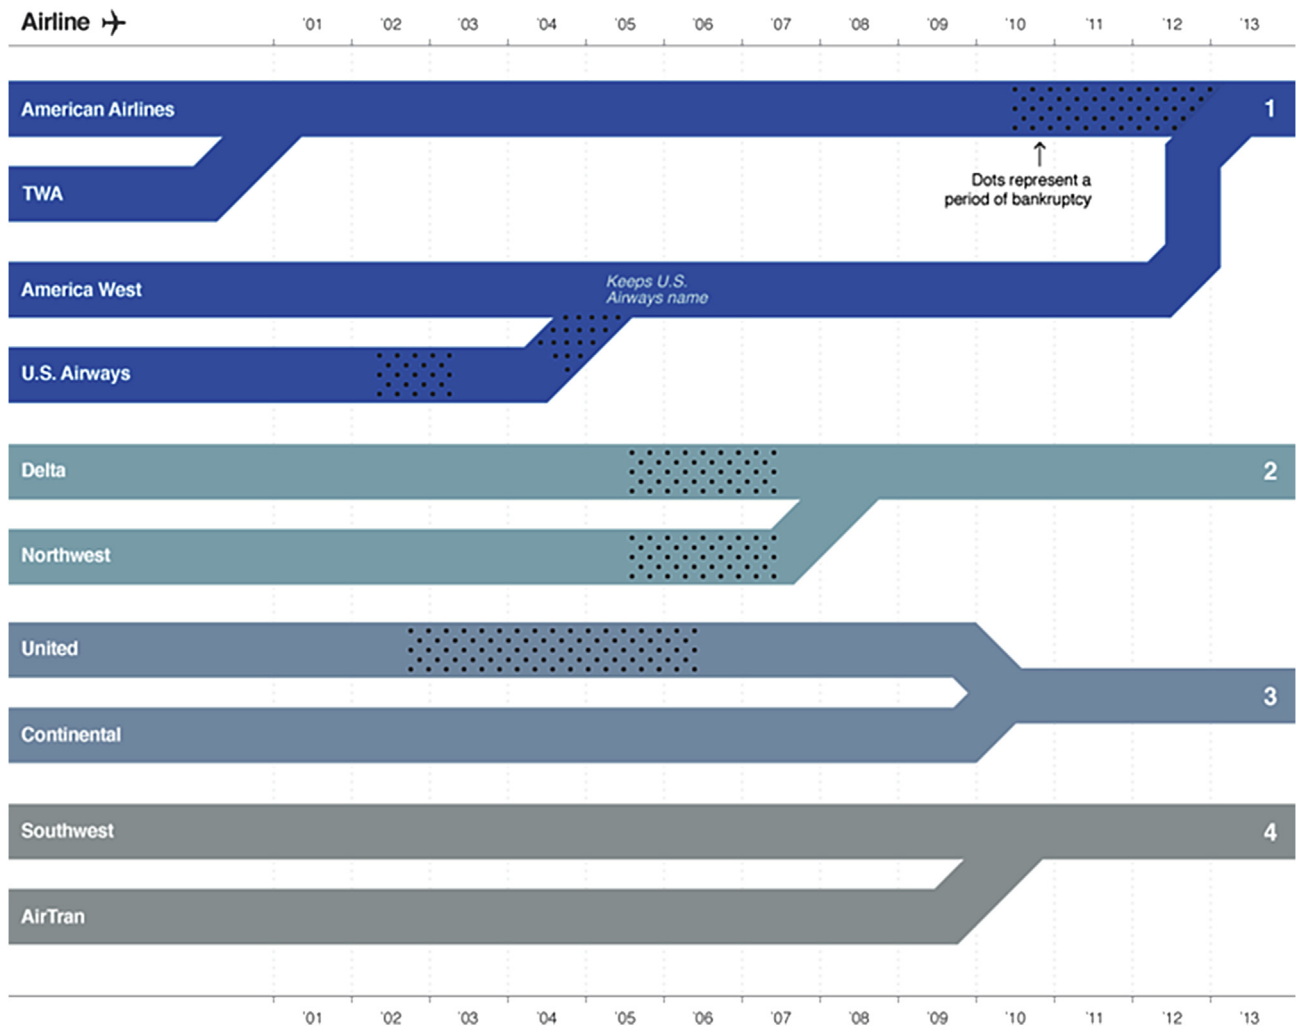 Airline
'01 '02 '03 '04 '05 '06 '07 '08 '09 '10 '11 '12 '13
American Airlines
1
Dots represent a
period of bankruptcy
TWA
America West
Keeps U.S.
Airways name
U.S. Airways
Delta
2
Northwest
United
3
Continental
Southwest
4
AirTran
'01 '02 '03 '04 '05 '06 '07 '08 '09 '10 '11 '12 '13